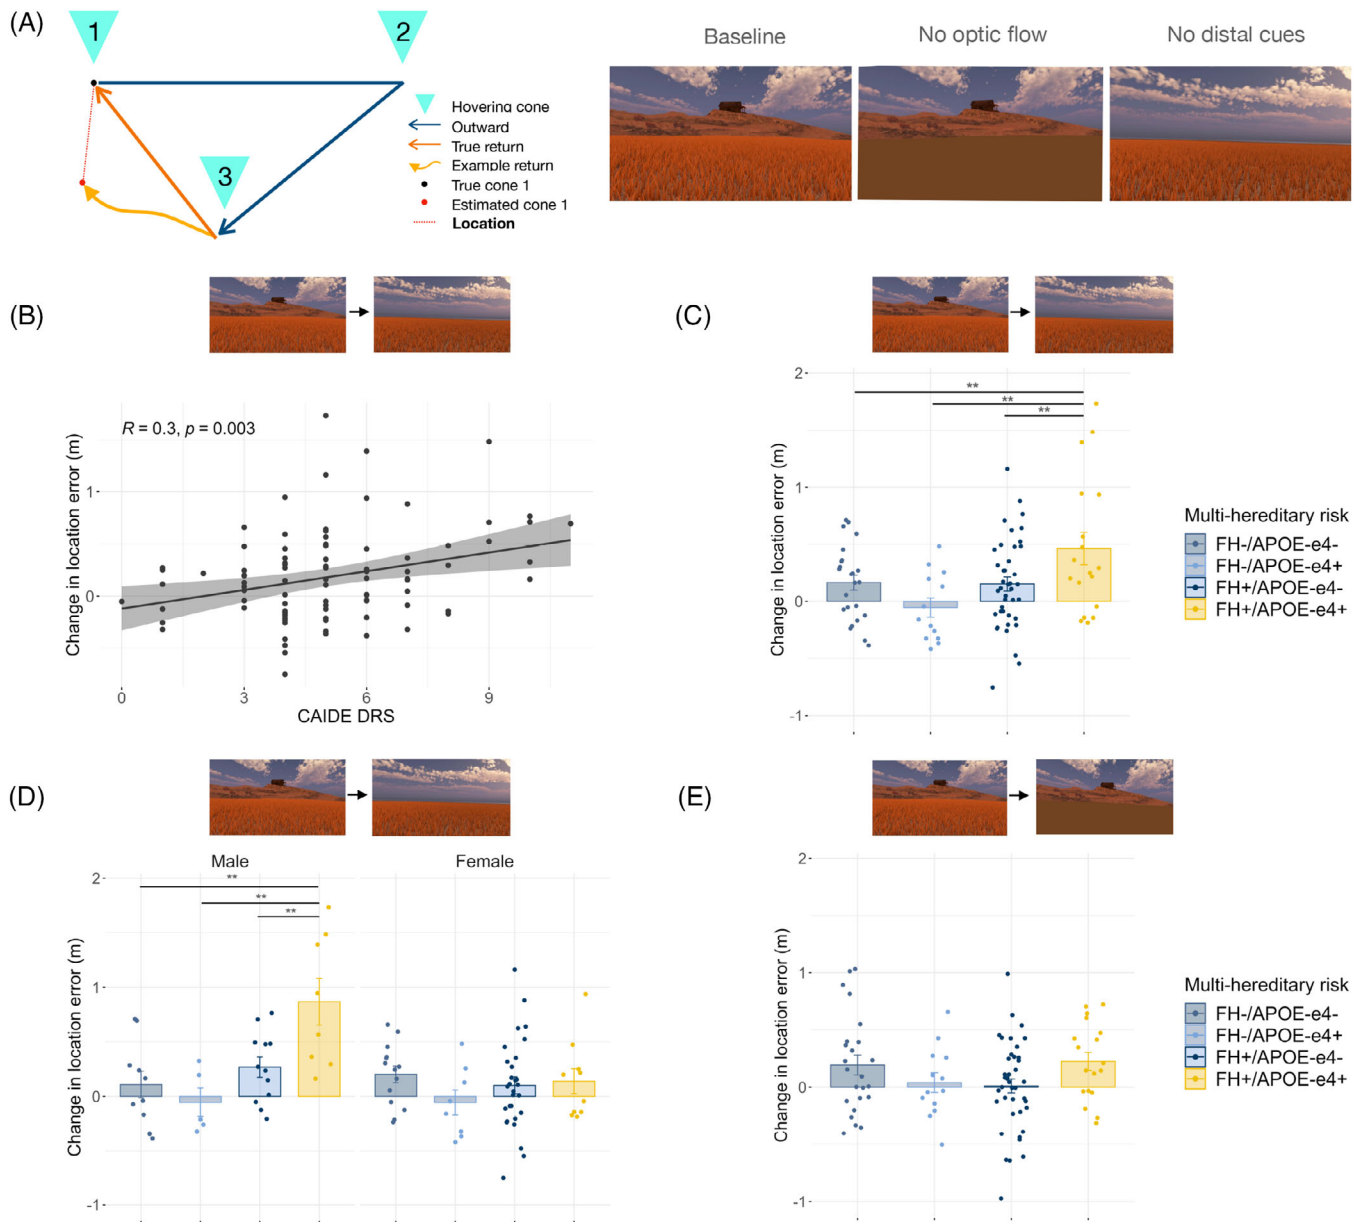 (A)
1
2
3
Hovering cone
Outward
True return
Example return
True cone 1
Estimated cone 1
Location
Baseline
No optic flow
No distal cues
(B)
R = 0.3, p = 0.003
Change in location error (m)
1
0
0
3
6
9
CAIDE DRS
(C)
Change in location error (m)
2
1
0
-1
**
**
**
Multi-hereditary risk
FH-/APOE-e4-
FH-/APOE-e4+
FH+/APOE-e4-
FH+/APOE-e4+
(D)
Male
Female
Change in location error (m)
2
1
0
-1
**
**
**
(E)
Change in location error (m)
2
1
0
-1
Multi-hereditary risk
FH-/APOE-e4-
FH-/APOE-e4+
FH+/APOE-e4-
FH+/APOE-e4+